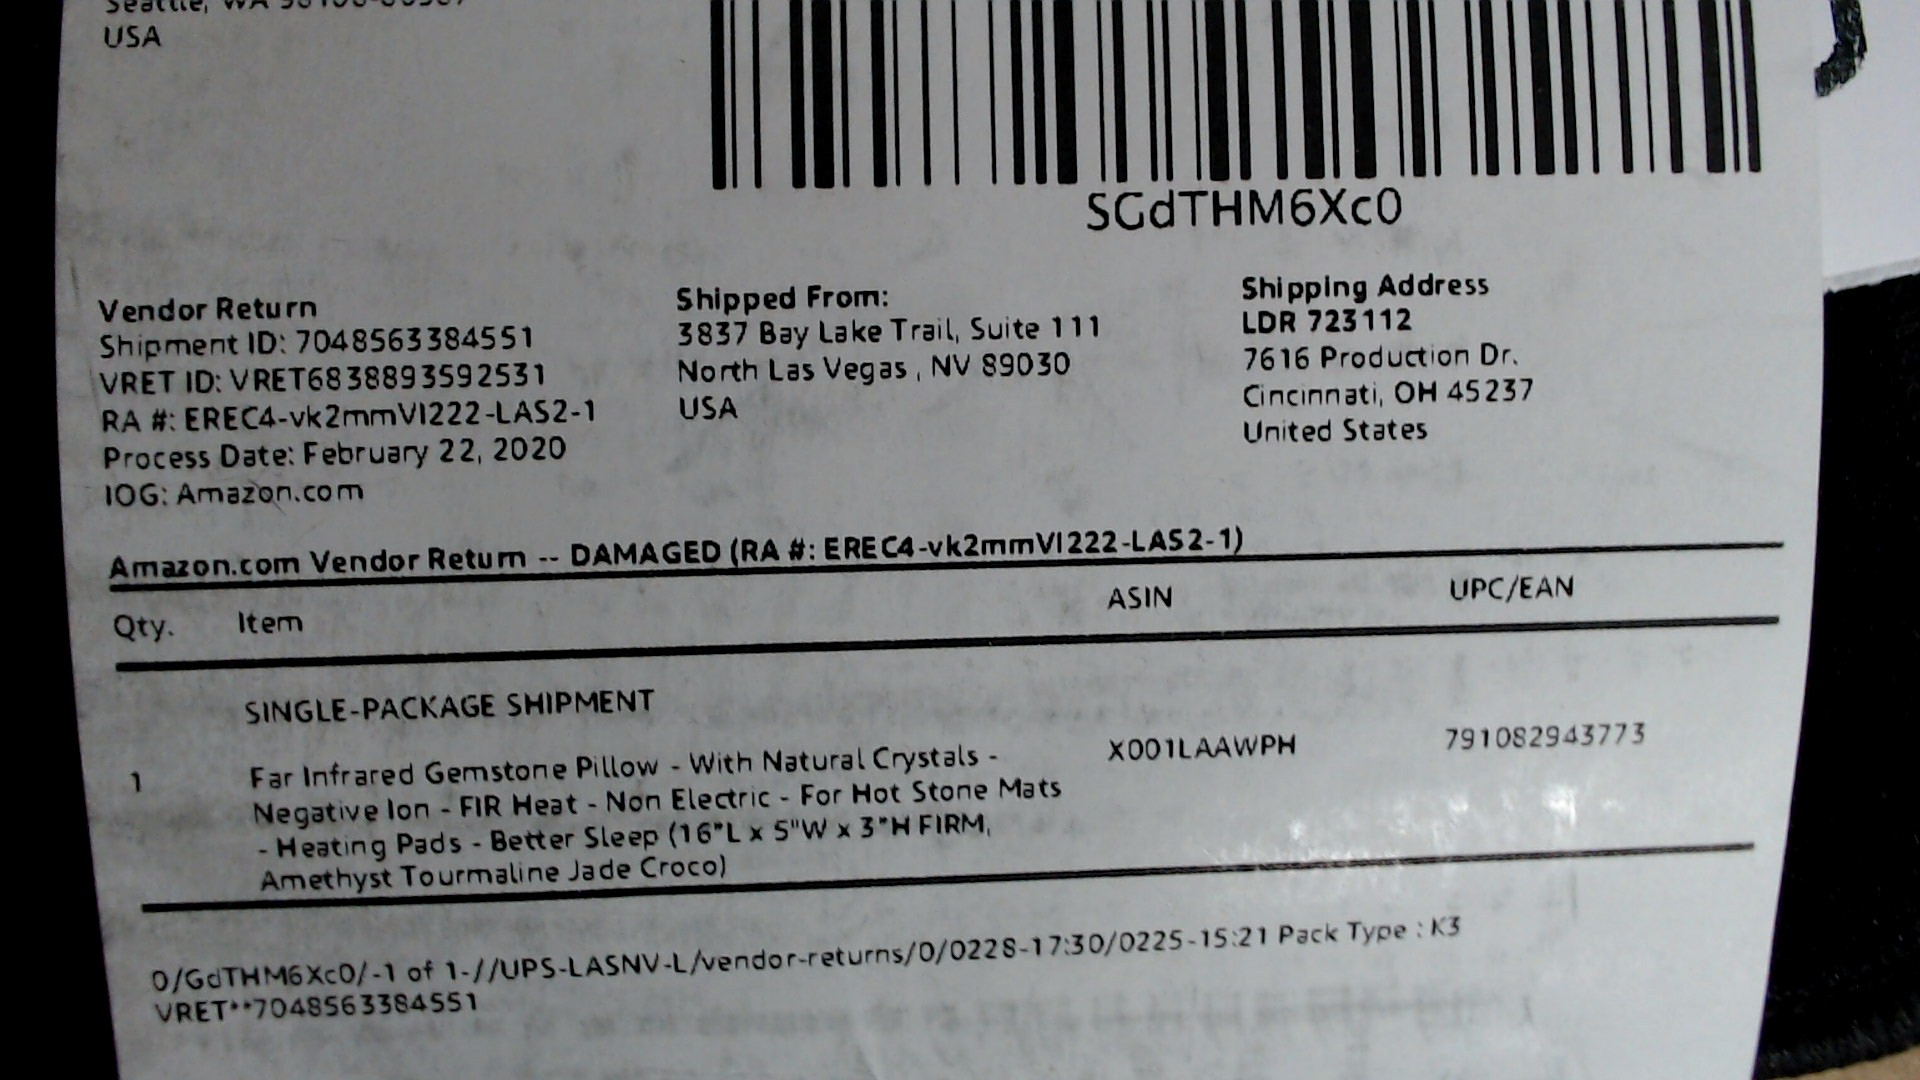 Seattle, WA
USA
SGdTHM6Xc0
Vendor Return
Shipment ID: 7048563384551
VRET ID: VRET6838893592531
RA #: EREC4-vk2mmVI222-LAS2-1
Process Date: February 22, 2020
IOG: Amazon.com
Shipped From:
3837 Bay Lake Trail, Suite 111
North Las Vegas , NV 89030
USA
Shipping Address
LDR 723112
7616 Production Dr.
Cincinnati, OH 45237
United States
Amazon.com Vendor Return -- DAMAGED (RA #: EREC4-vk2mmVI222-LAS2-1)
Qty. Item ASIN UPC/EAN
SINGLE-PACKAGE SHIPMENT
1 Far Infrared Gemstone Pillow - With Natural Crystals - X001LAAWPH 791082943773
Negative Ion - FIR Heat - Non Electric - For Hot Stone Mats
- Heating Pads - Better Sleep (16"L x 5"W x 3"H FIRM,
Amethyst Tourmaline Jade Croco)
0/GdTHM6Xc0/-1 of 1-//UPS-LASNV-L/vendor-returns/0/0228-17:30/0225-15:21 Pack Type : K3
VRET**7048563384551